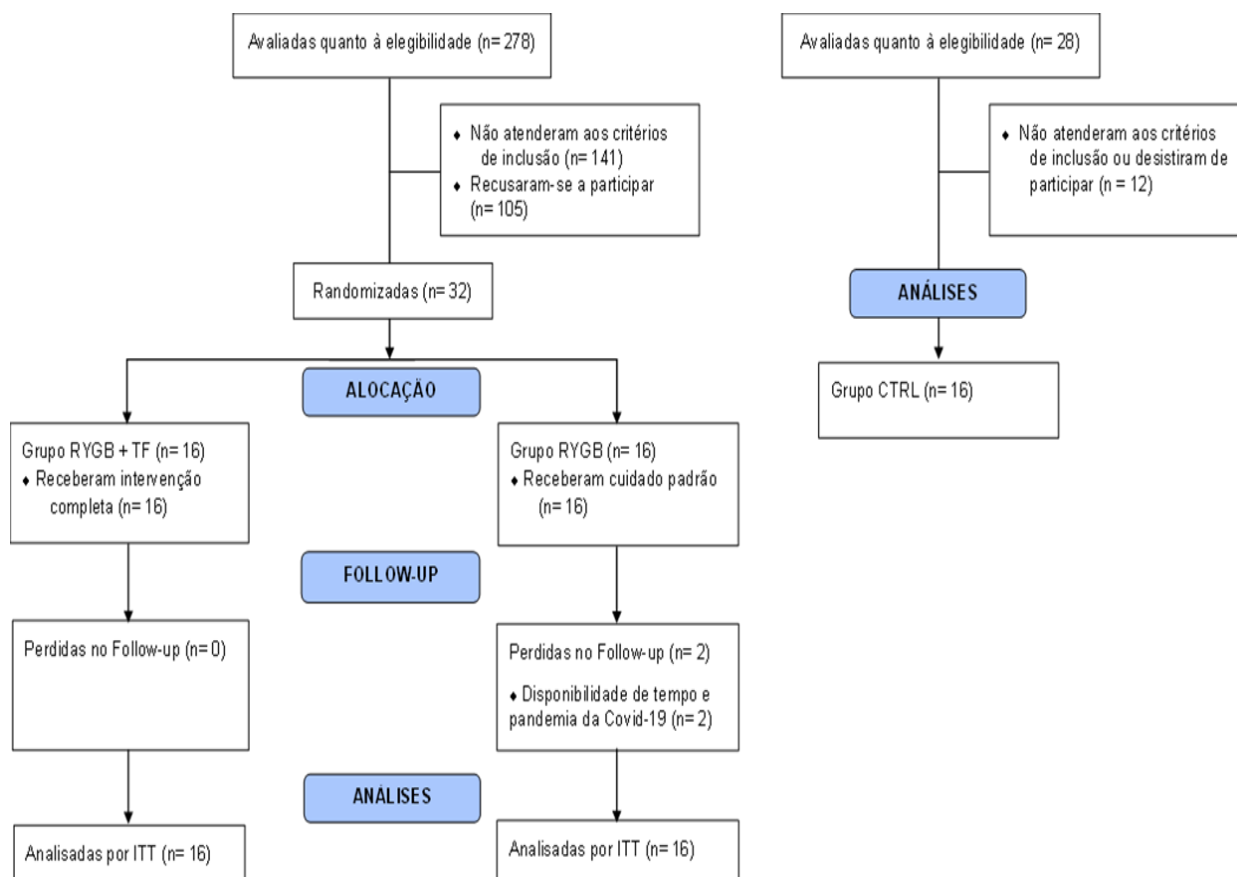 Avaliadas quanto à elegibilidade (n= 278)
♦ Não atenderam aos critérios
de inclusão (n= 141)
♦ Recusaram-se a participar
(n= 105)
Randomizadas (n= 32)
ALOCAÇÃO
Grupo RYGB + TF (n= 16)
♦ Receberam intervenção
completa (n= 16)
Grupo RYGB (n= 16)
♦ Receberam cuidado padrão
(n= 16)
FOLLOW-UP
Perdidas no Follow-up (n= 0)
Perdidas no Follow-up (n= 2)
♦ Disponibilidade de tempo e
pandemia da Covid-19 (n= 2)
ANÁLISES
Analisadas por ITT (n= 16)
Analisadas por ITT (n= 16)
Avaliadas quanto à elegibilidade (n= 28)
♦ Não atenderam aos critérios
de inclusão ou desistiram de
participar (n = 12)
ANÁLISES
Grupo CTRL (n= 16)